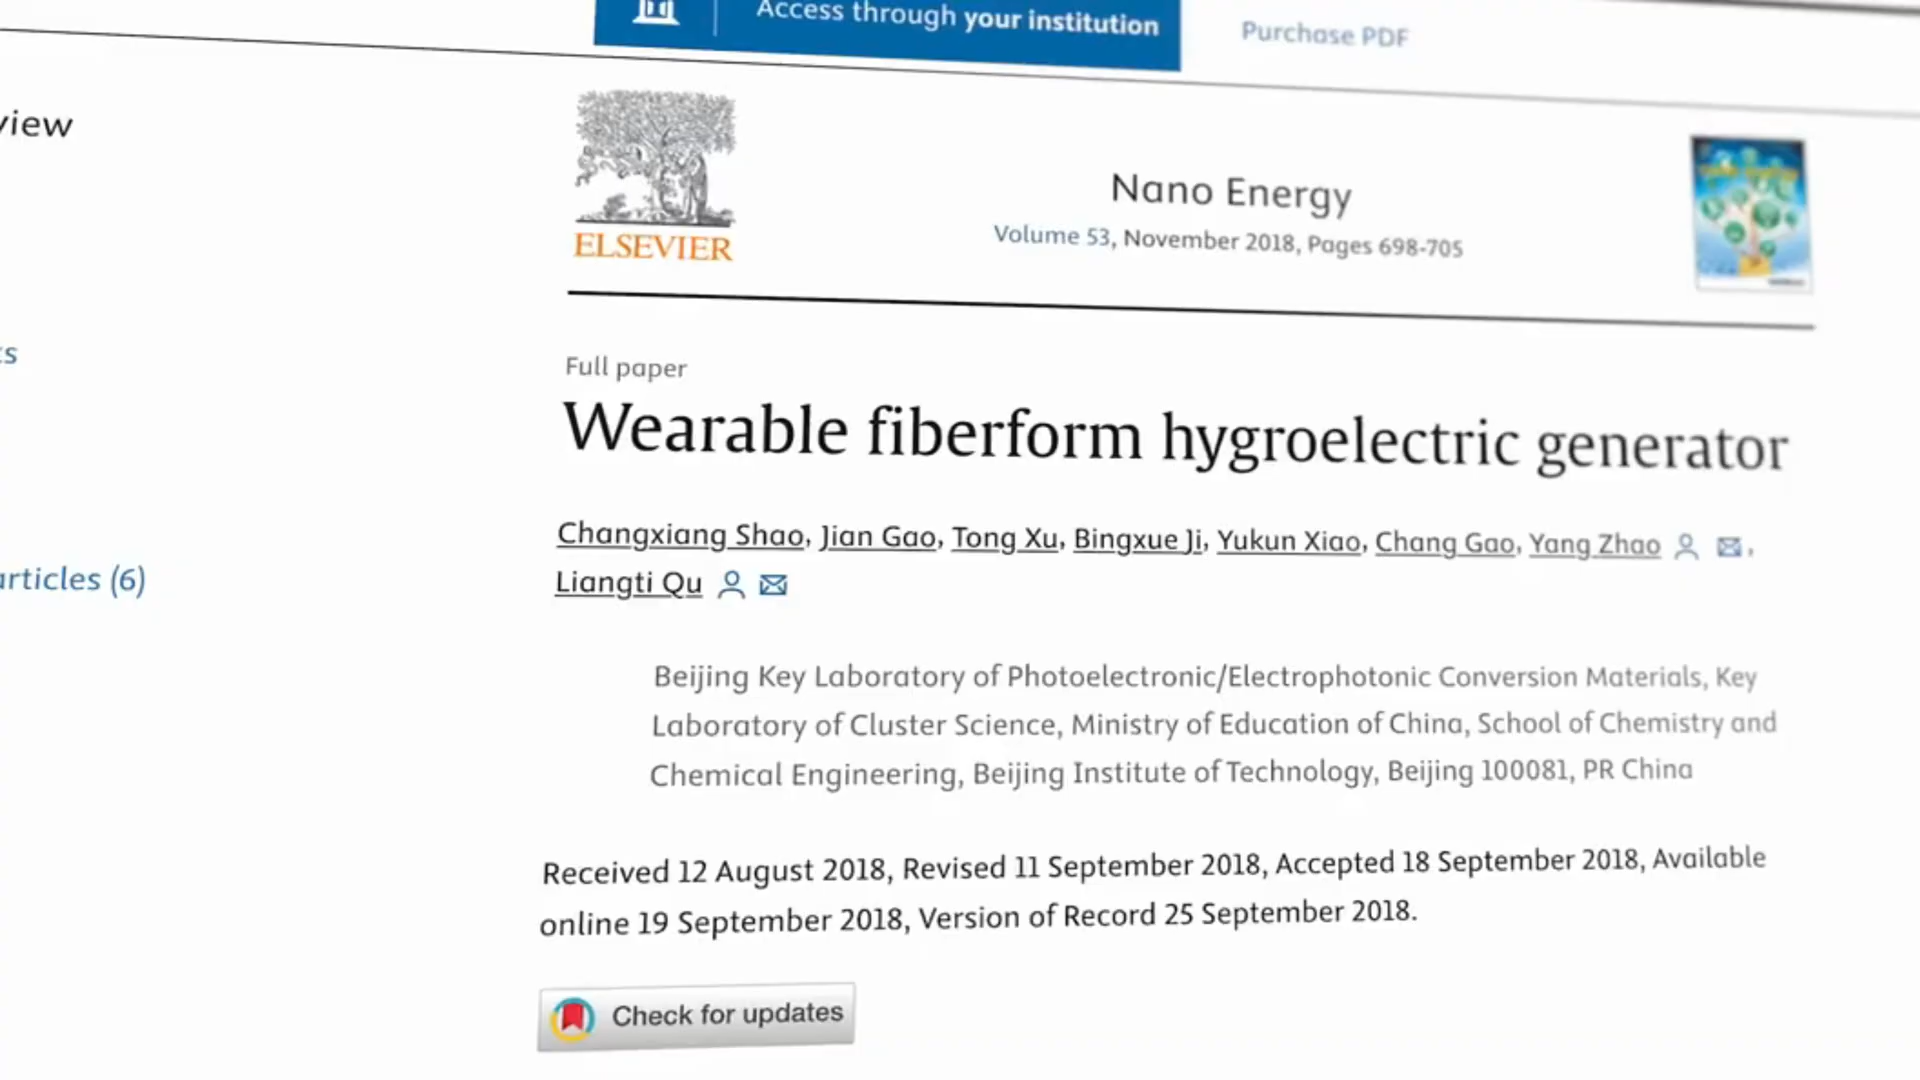 Access through your institution
Purchase PDF
view
ELSEVIER
Nano Energy
Volume 53, November 2018, Pages 698-705
Full paper
Wearable fiberform hygroelectric generator
Changxiang Shao, Jian Gao, Tong Xu, Bingxue Ji, Yukun Xiao, Chang Gao, Yang Zhao ,
Liangti Qu
articles (6)
Beijing Key Laboratory of Photoelectronic/Electrophotonic Conversion Materials, Key
Laboratory of Cluster Science, Ministry of Education of China, School of Chemistry and
Chemical Engineering, Beijing Institute of Technology, Beijing 100081, PR China
Received 12 August 2018, Revised 11 September 2018, Accepted 18 September 2018, Available
online 19 September 2018, Version of Record 25 September 2018.
Check for updates